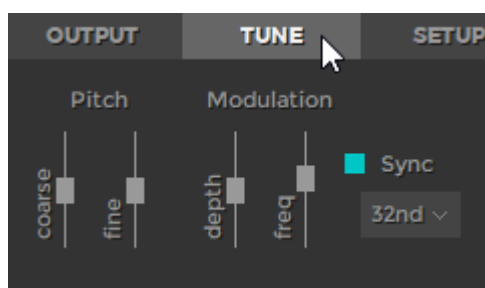 OUTPUT TUNE SETUP
Pitch Modulation
coarse fine depth freq Sync
32nd